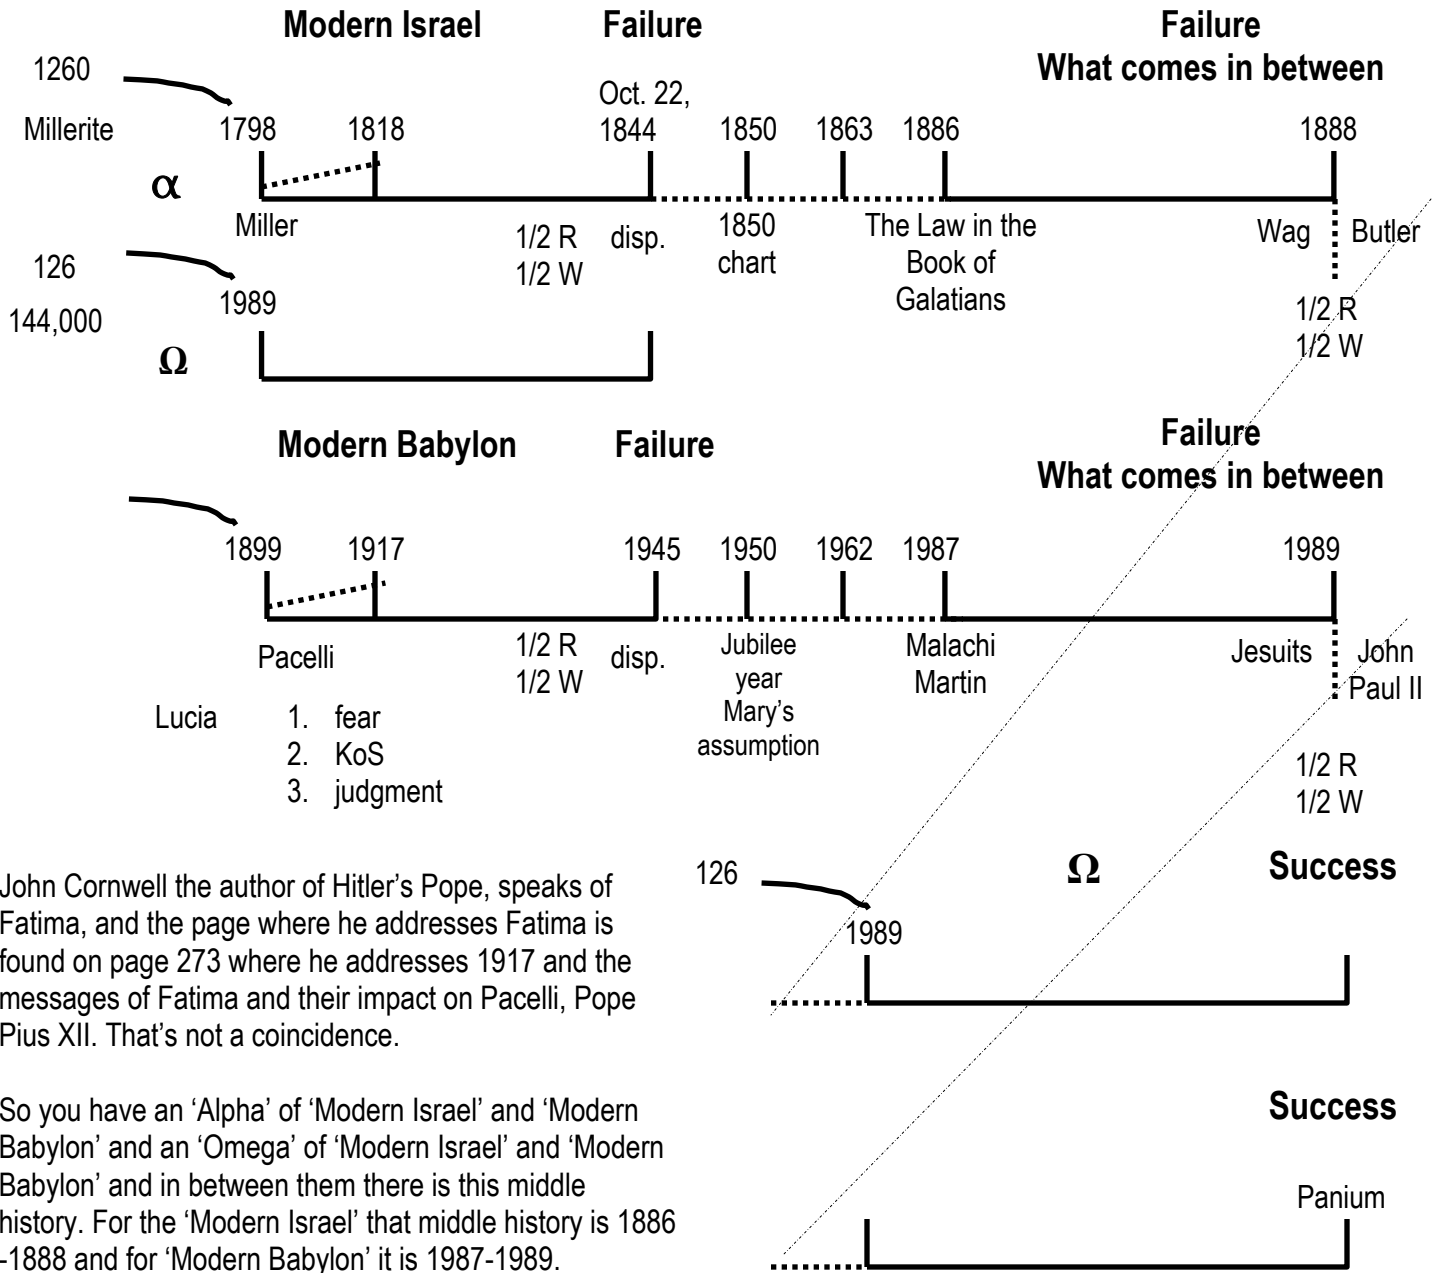 Modern Israel Failure Failure
What comes in between
1260
Oct. 22,
Millerite 1798 1818 1844 1850 1863 1886 1888
α
Miller 1/2 R disp. 1850 The Law in the Wag Butler
1/2 W chart Book of
Galatians
126
1989
144,000
1/2 R
1/2 W
Ω
Modern Babylon Failure Failure
What comes in between
1899 1917 1945 1950 1962 1987 1989
Pacelli 1/2 R disp. Jubilee Malachi Jesuits John
1/2 W year Martin Paul II
Mary's
assumption
Lucia 1. fear
2. KoS
3. judgment
1/2 R
1/2 W
126 Ω Success
1989
John Cornwell the author of Hitler's Pope, speaks of
Fatima, and the page where he addresses Fatima is
found on page 273 where he addresses 1917 and the
messages of Fatima and their impact on Pacelli, Pope
Pius XII. That's not a coincidence.
Success
Panium
So you have an 'Alpha' of 'Modern Israel' and 'Modern
Babylon' and an 'Omega' of 'Modern Israel' and 'Modern
Babylon' and in between them there is this middle
history. For the 'Modern Israel' that middle history is 1886
-1888 and for 'Modern Babylon' it is 1987-1989.